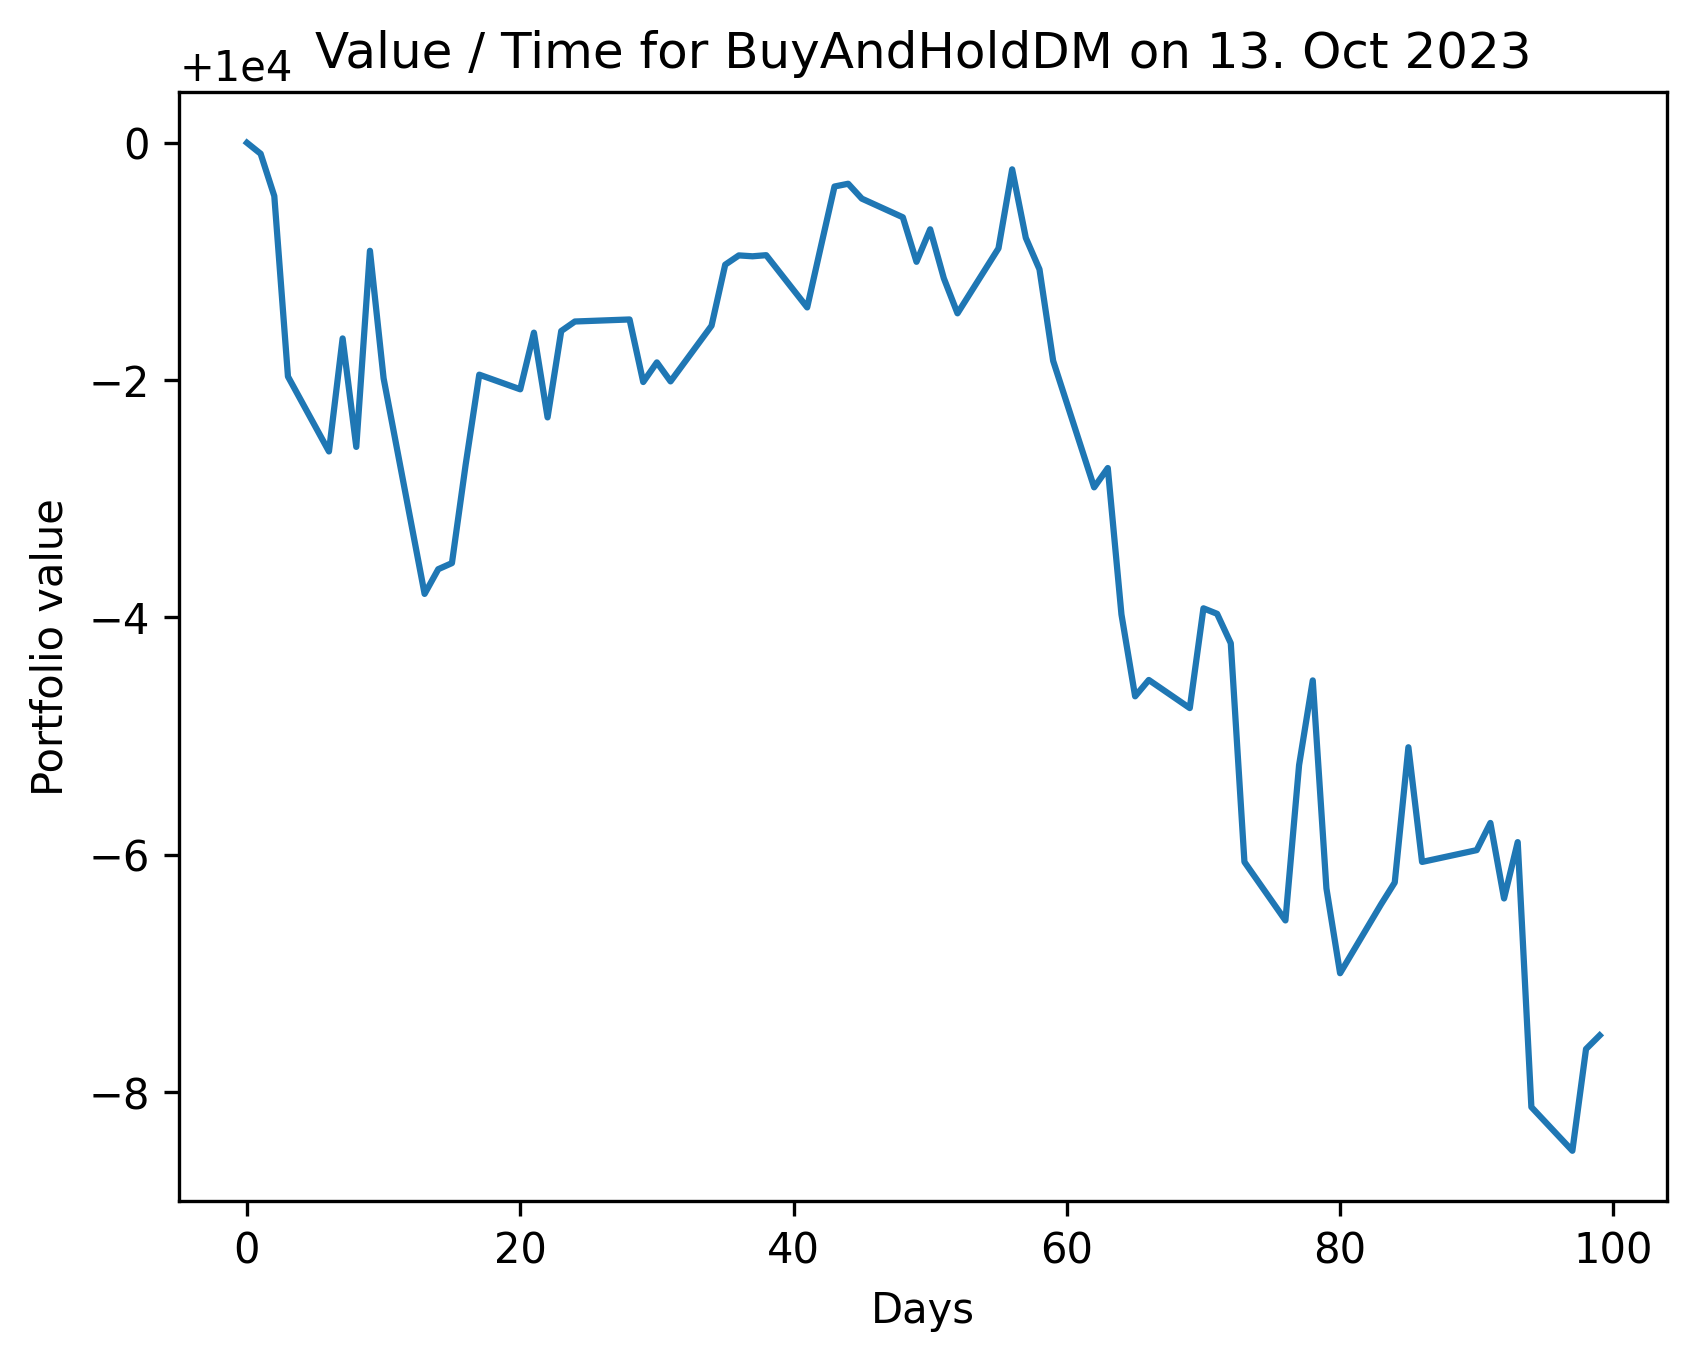 Value / Time for BuyAndHoldDM on 13. Oct 2023
+1e4
0
−2
−4
−6
−8
Portfolio value
0 20 40 60 80 100
Days